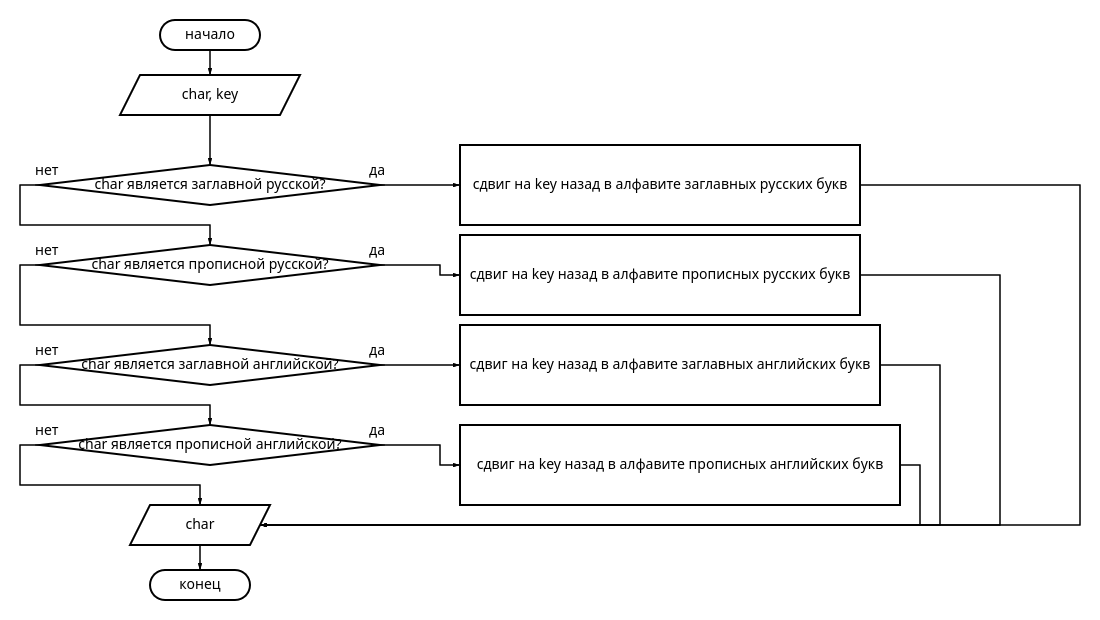 начало
char, key
нет
да
char является заглавной русской?
сдвиг на key назад в алфавите заглавных русских букв
нет
да
char является прописной русской?
сдвиг на key назад в алфавите прописных русских букв
нет
да
char является заглавной английской?
сдвиг на key назад в алфавите заглавных английских букв
нет
да
char является прописной английской?
сдвиг на key назад в алфавите прописных английских букв
char
конец